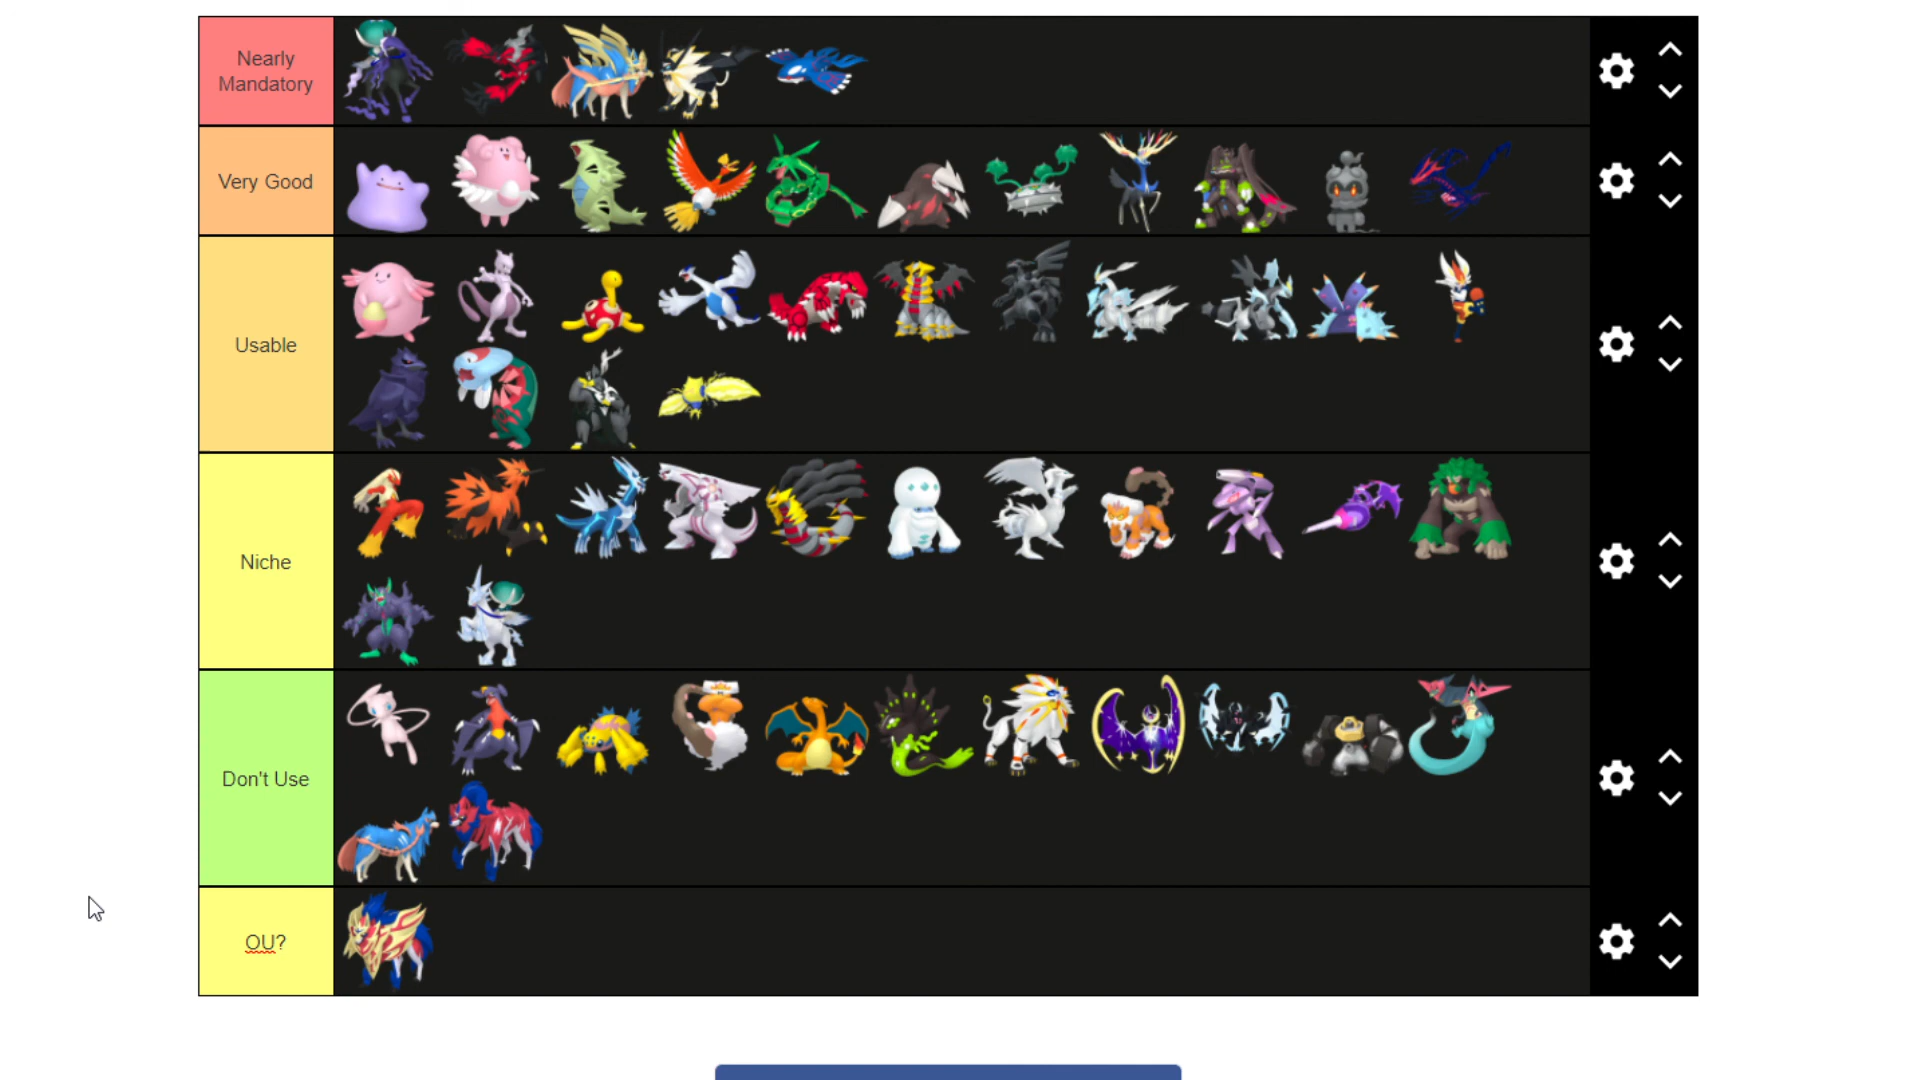 Nearly
Mandatory
Very Good
Usable
Niche
Don't Use
OU?